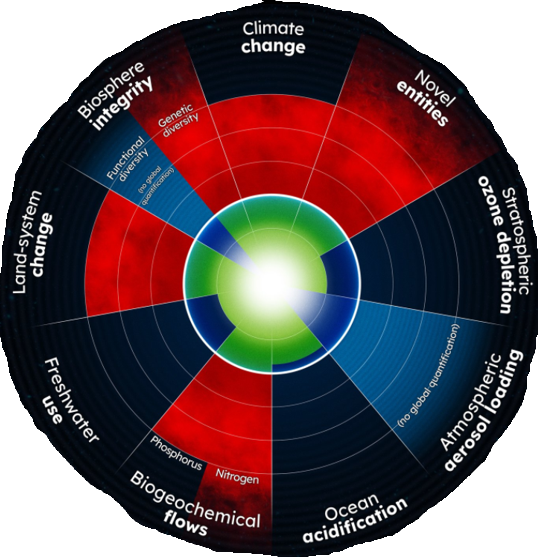 Climate
change
Novel
entities
Stratospheric
ozone depletion
(no global quantification)
Atmospheric
aerosol loading
Ocean
acidification
Phosphorus
Nitrogen
Biogeochemical
flows
Freshwater
use
Land-system
change
Biosphere
integrity
Functional
diversity
(no global
quantification)
Genetic
diversity